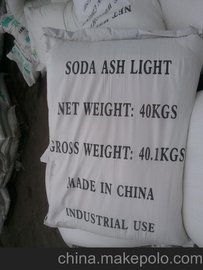 SODA ASH LIGHT
NET WEIGHT: 40KGS
GROSS WEIGHT: 40.1KGS
MADE IN CHINA
INDUSTRIAL USE
china.makepolo.com